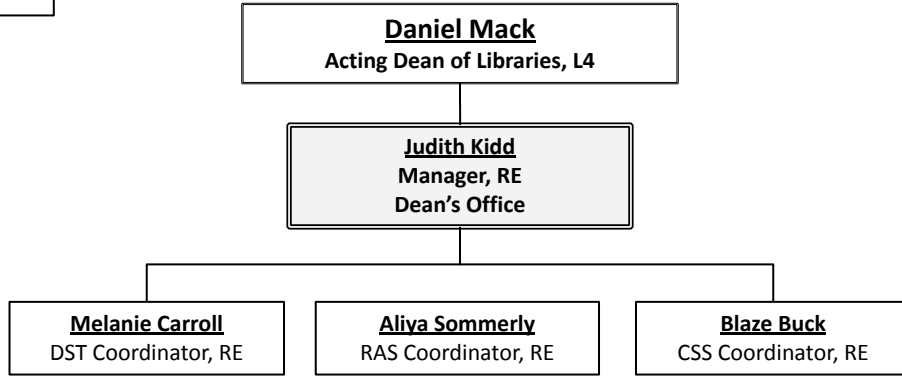 Daniel Mack
Acting Dean of Libraries, L4
Judith Kidd
Manager, RE
Dean’s Office
Melanie Carroll
DST Coordinator, RE
Aliya Sommerly
RAS Coordinator, RE
Blaze Buck
CSS Coordinator, RE